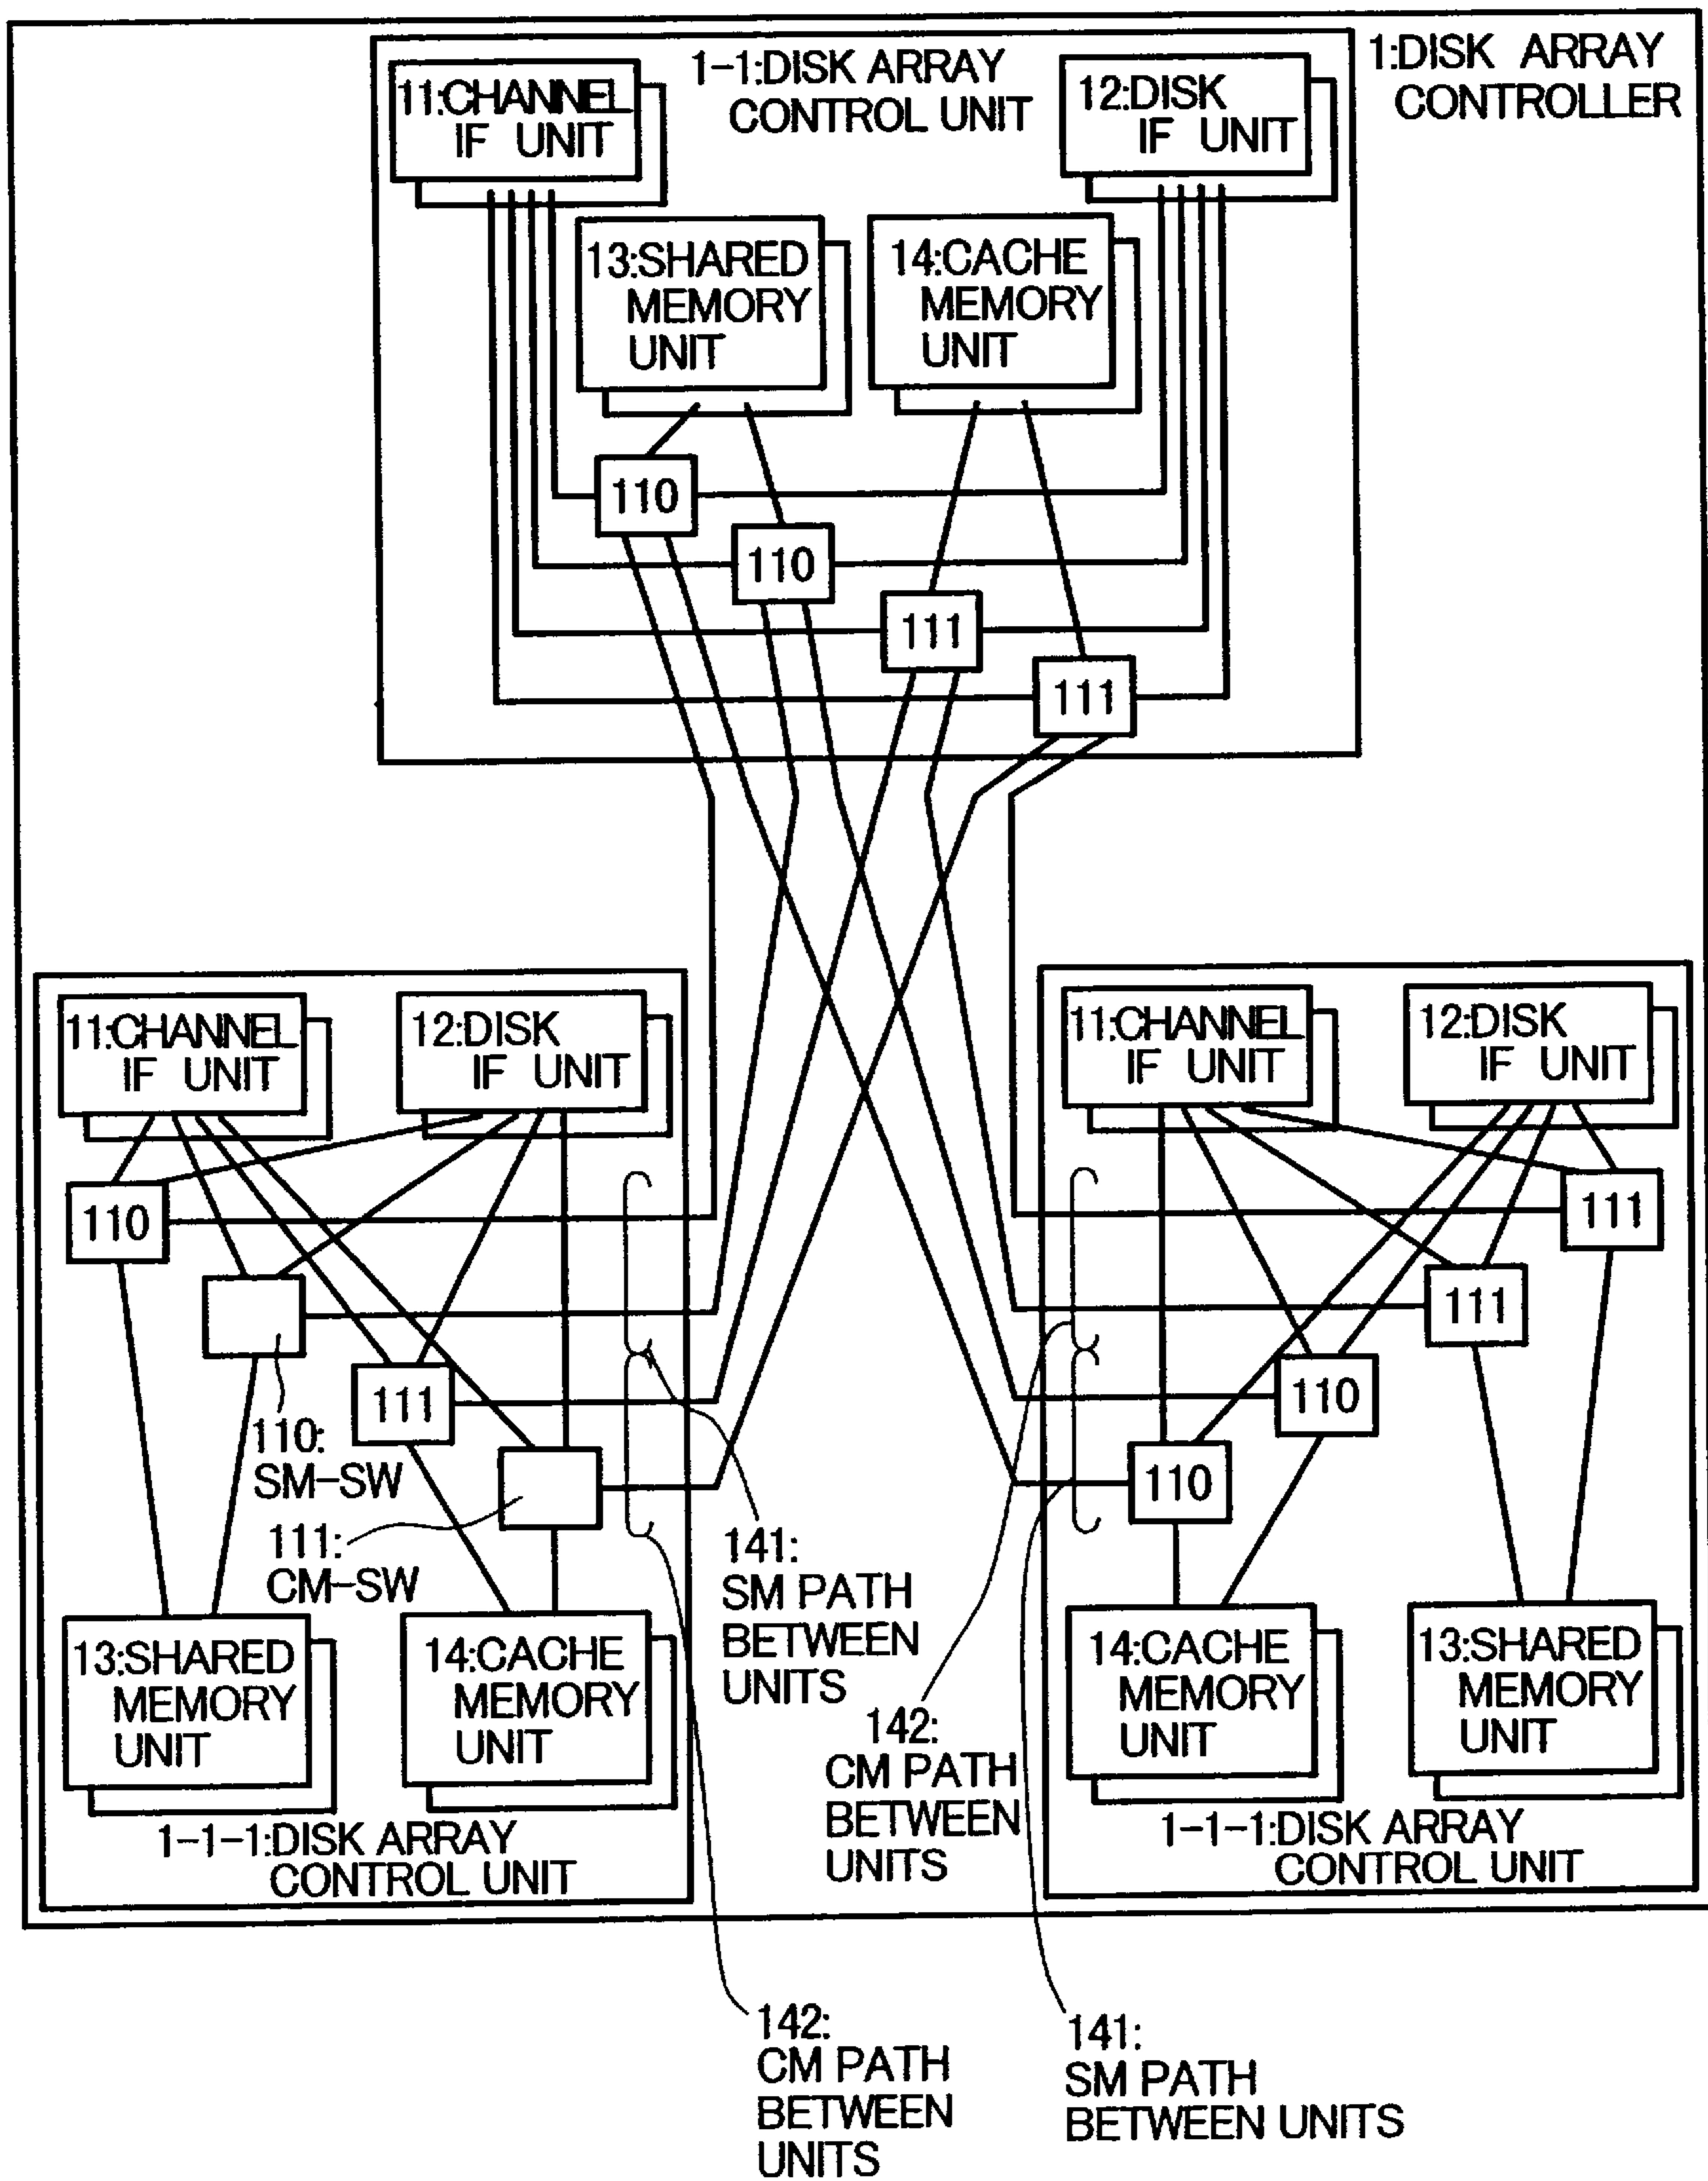 1:DISK ARRAY
CONTROLLER
1-1:DISK ARRAY
CONTROL UNIT
11:CHANNEL
IF UNIT
12:DISK
IF UNIT
13:SHARED
MEMORY
UNIT
14:CACHE
MEMORY
UNIT
110
110
111
111
11:CHANNEL
IF UNIT
12:DISK
IF UNIT
110
111
110:
SM-SW
111:
CM-SW
13:SHARED
MEMORY
UNIT
14:CACHE
MEMORY
UNIT
1-1-1:DISK ARRAY
CONTROL UNIT
141:
SM PATH
BETWEEN
UNITS
142:
CM PATH
BETWEEN
UNITS
11:CHANNEL
IF UNIT
12:DISK
IF UNIT
111
111
110
110
14:CACHE
MEMORY
UNIT
13:SHARED
MEMORY
UNIT
1-1-1:DISK ARRAY
CONTROL UNIT
142:
CM PATH
BETWEEN
UNITS
141:
SM PATH
BETWEEN UNITS